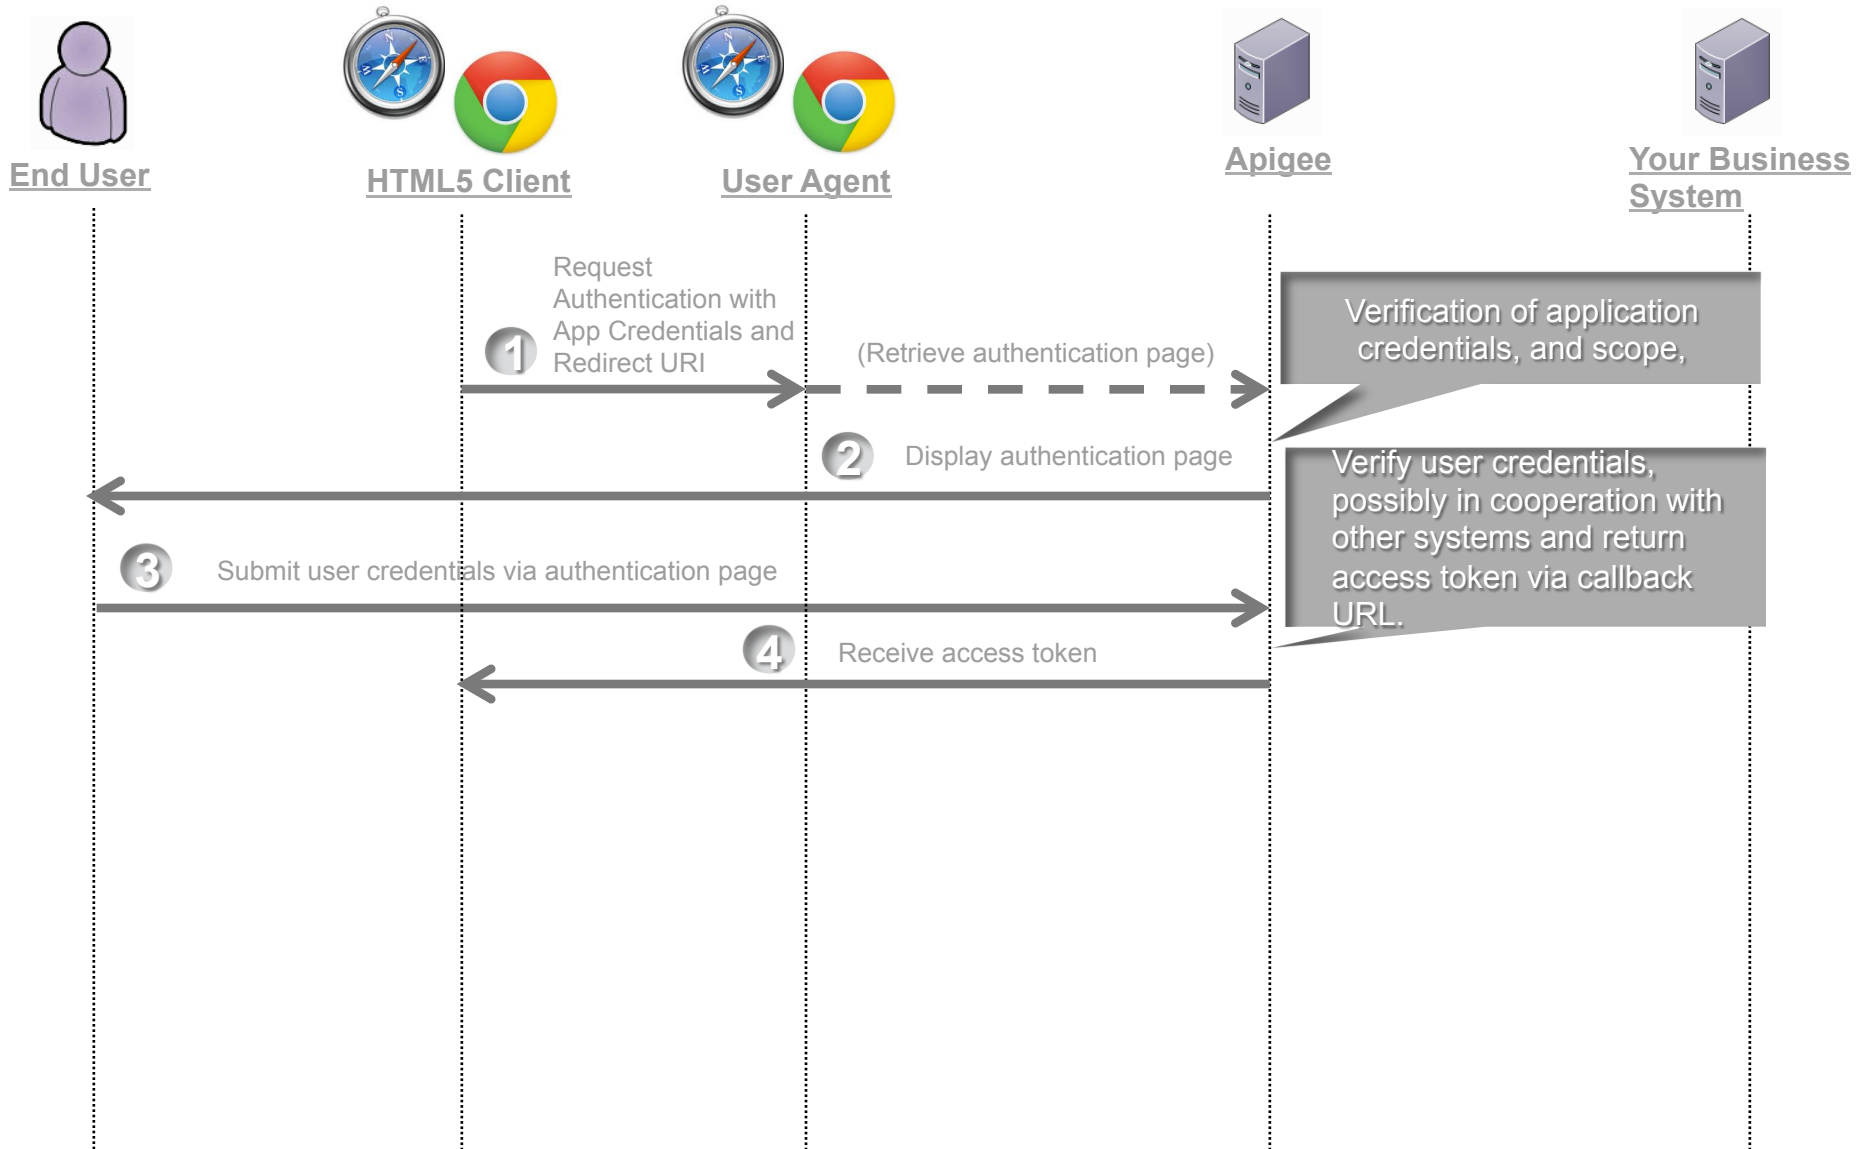 End User
HTML5 Client
User Agent
Apigee
Your Business
System
Request
Authentication with
App Credentials and
Redirect URI
1
(Retrieve authentication page)
Verification of application
credentials, and scope,
2
Display authentication page
Verify user credentials,
possibly in cooperation with
other systems and return
access token via callback
URL.
3
Submit user credentials via authentication page
4
Receive access token